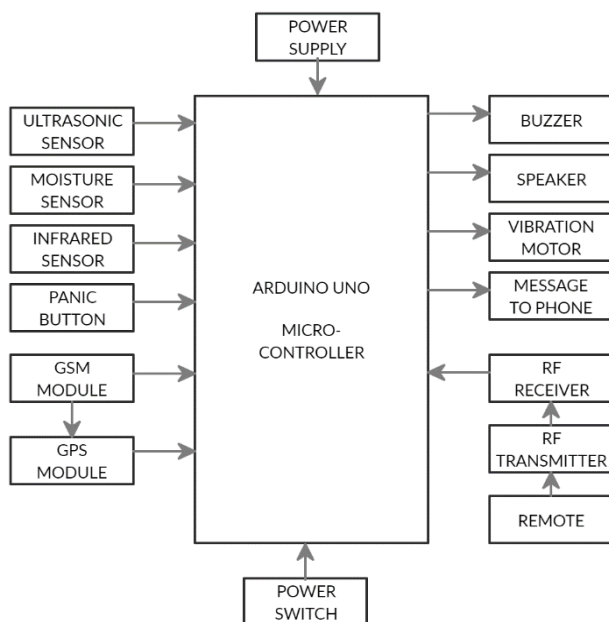 POWER
SUPPLY
ULTRASONIC
SENSOR
MOISTURE
SENSOR
INFRARED
SENSOR
PANIC
BUTTON
GSM
MODULE
GPS
MODULE
ARDUINO UNO
MICRO-
CONTROLLER
BUZZER
SPEAKER
VIBRATION
MOTOR
MESSAGE
TO PHONE
RF
RECEIVER
RF
TRANSMITTER
REMOTE
POWER
SWITCH